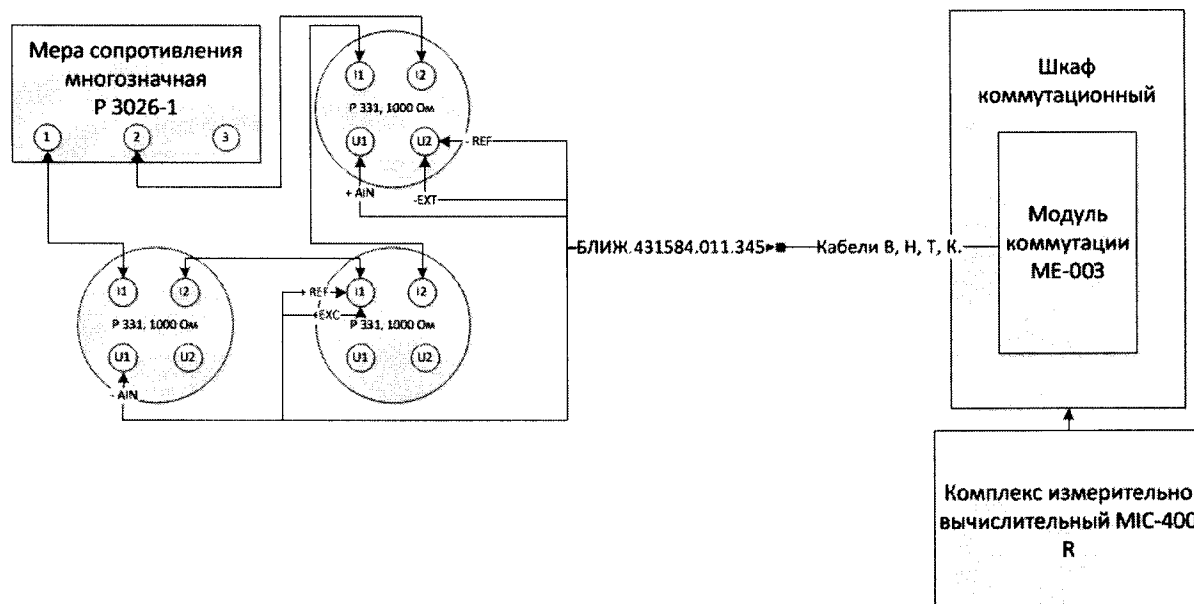 Мера сопротивления
многозначная
Р 3026-1
1
2
3
I1
I2
Р 331, 1000 Ом
U1
U2
- REF
+ AIN
-EXT
I1
I2
Р 331, 1000 Ом
U1
U2
- AIN
+ REF
+EXC
I1
I2
Р 331, 1000 Ом
U1
U2
БЛИЖ.431584.011.345
Кабели В, Н, Т, К.
Шкаф
коммутационный
Модуль
коммутации
МЕ-003
Комплекс измерительно
вычислительный MIC-400
R